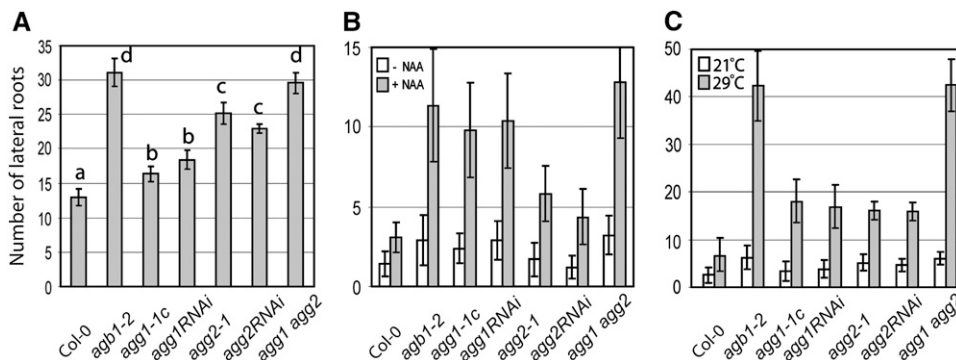 A
B
C
Number of lateral roots
35
30
25
20
15
10
5
0
a
d
b
b
c
c
d
Col-0
agb1-2
agg1-1c
agg1RNAi
agg2-1
agg2RNAi
agg1 agg2
15
10
5
0
- NAA
+ NAA
Col-0
agb1-2
agg1-1c
agg1RNAi
agg2-1
agg2RNAi
agg1 agg2
50
40
30
20
10
0
21°C
29°C
Col-0
agb1-2
agg1-1c
agg1RNAi
agg2-1
agg2RNAi
agg1 agg2